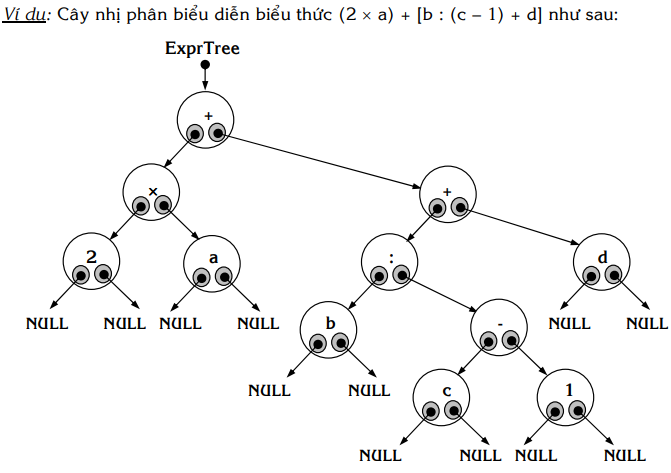 Ví dụ: Cây nhị phân biểu diễn biểu thức (2 × a) + [b : (c – 1) + d] như sau:
ExprTree
+
× +
2 a : d
NULL NULL NULL NULL b - NULL NULL
NULL NULL c 1
NULL NULL NULL NULL